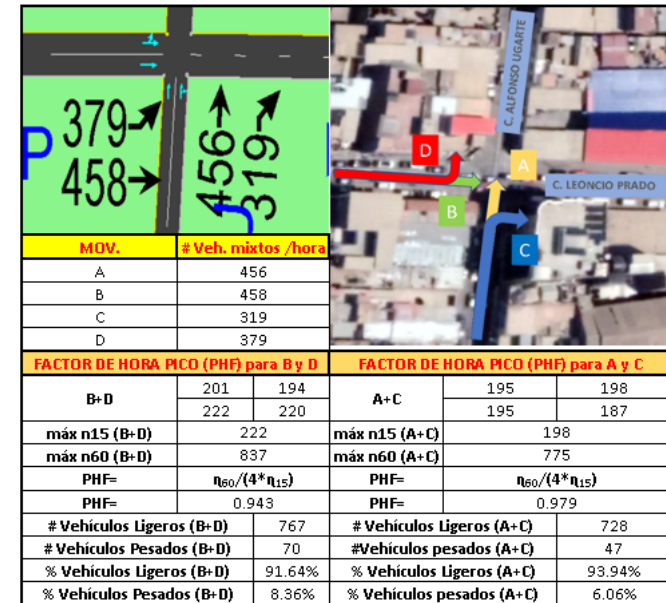 P
379
458
456
319
C. ALFONSO UGARTE
D
A
C. LEONCIO PRADO
B
C
MOV. # Veh. mixtos /hora
A 456
B 458
C 319
D 379
FACTOR DE HORA PICO (PHF) para B y D FACTOR DE HORA PICO (PHF) para A y C
B+D 201 194 A+C 195 198
222 220 195 187
máx n15 (B+D) 222 máx n15 (A+C) 198
máx n60 (B+D) 837 máx n60 (A+C) 775
PHF= η60/(4*η15) PHF= η60/(4*η15)
PHF= 0.943 PHF= 0.979
# Vehículos Ligeros (B+D) 767 # Vehículos Ligeros (A+C) 728
# Vehículos Pesados (B+D) 70 #Vehículos pesados (A+C) 47
% Vehículos Ligeros (B+D) 91.64% % Vehículos Ligeros (A+C) 93.94%
% Vehículos Pesados (B+D) 8.36% % Vehículos pesados (A+C) 6.06%